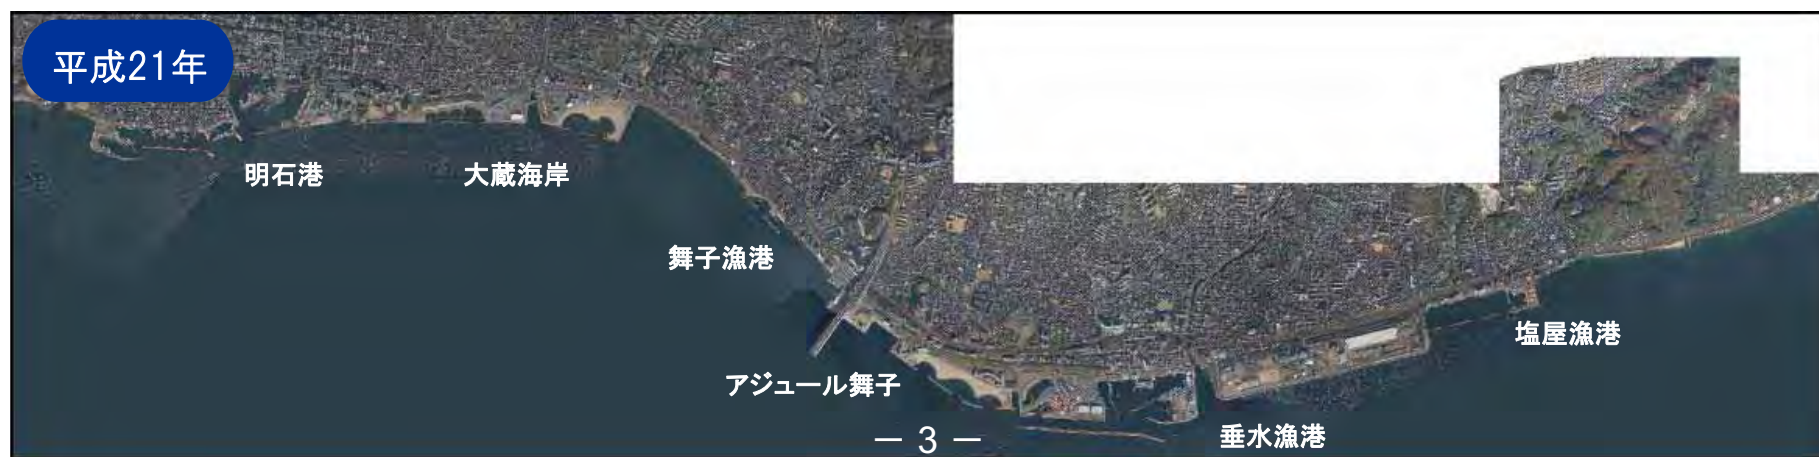 平成21年
明石港
大蔵海岸
舞子漁港
塩屋漁港
アジュール舞子
垂水漁港
－ 3 －